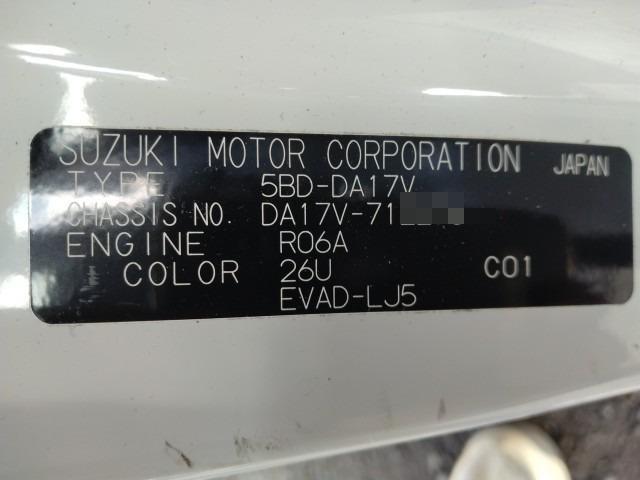 SUZUKI MOTOR CORPORATION JAPAN
TYPE 5BD-DA17V
CHASSIS NO. DA17V-71
ENGINE R06A
COLOR 26U C01
EVAD-LJ5